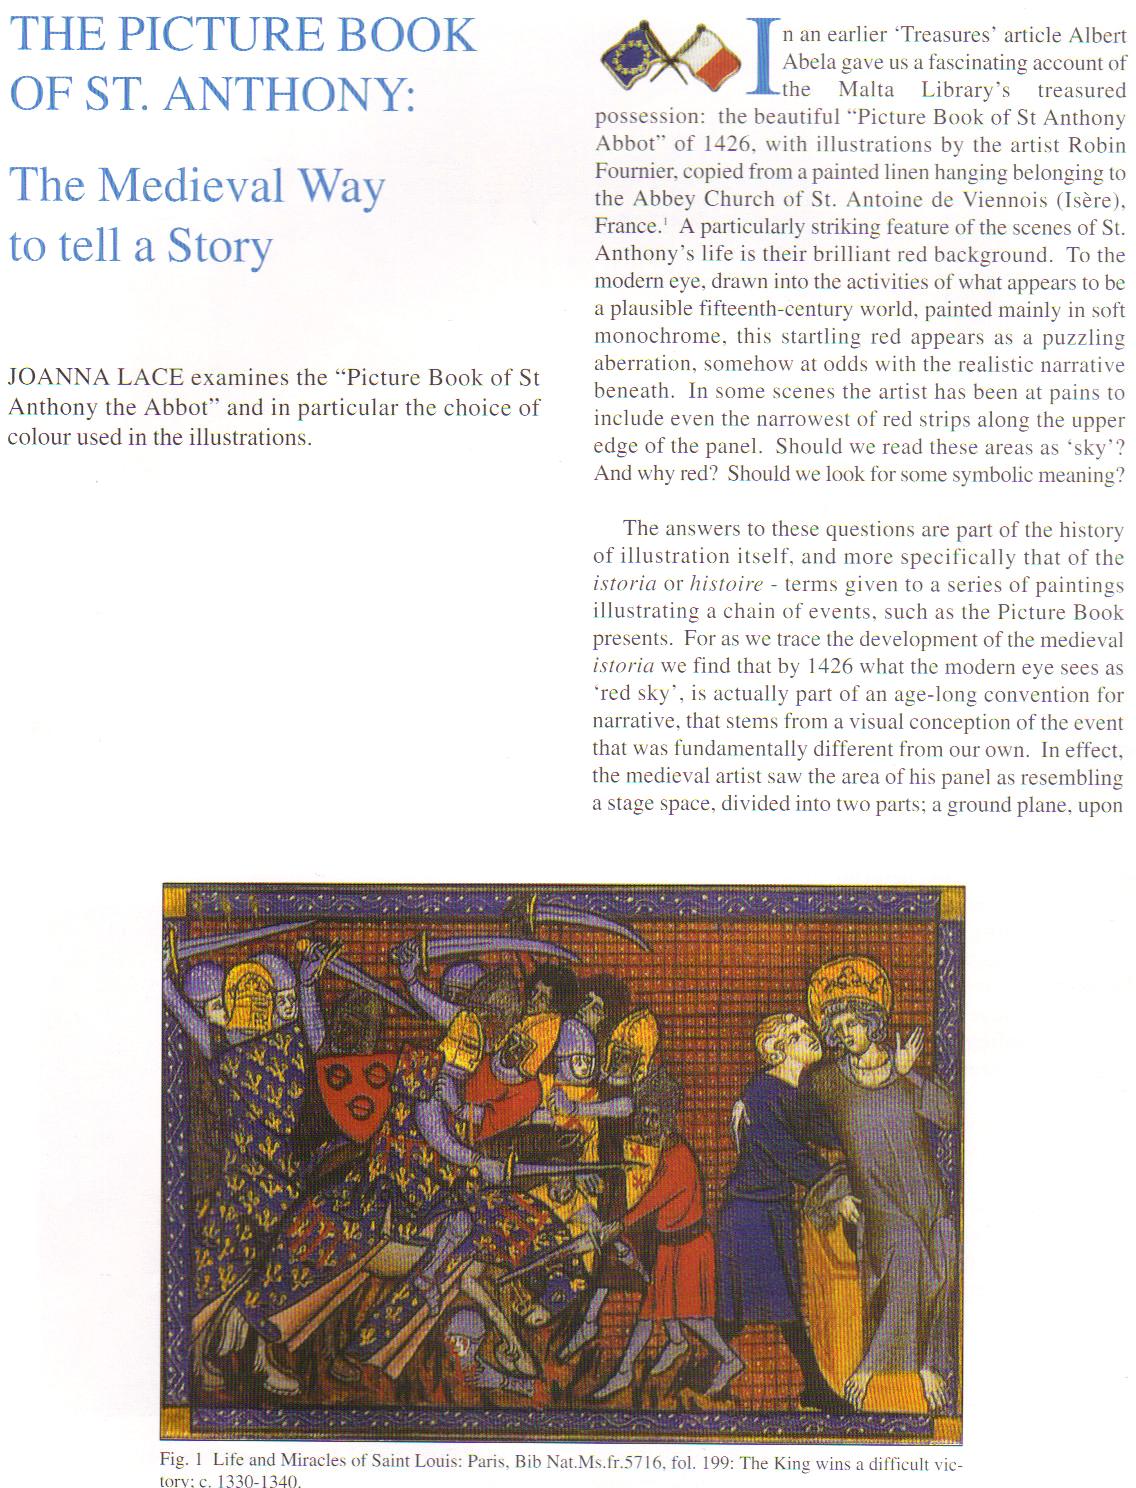 THE PICTURE BOOK
OF ST. ANTHONY:
The Medieval Way
to tell a Story
JOANNA LACE examines the “Picture Book of St
Anthony the Abbot” and in particular the choice of
colour used in the illustrations.
In an earlier ‘Treasures’ article Albert
Abela gave us a fascinating account of
the Malta Library’s treasured
possession: the beautiful “Picture Book of St Anthony
Abbot” of 1426, with illustrations by the artist Robin
Fournier, copied from a painted linen hanging belonging to
the Abbey Church of St. Antoine de Viennois (Isère),
France.¹ A particularly striking feature of the scenes of St.
Anthony’s life is their brilliant red background. To the
modern eye, drawn into the activities of what appears to be
a plausible fifteenth-century world, painted mainly in soft
monochrome, this startling red appears as a puzzling
aberration, somehow at odds with the realistic narrative
beneath. In some scenes the artist has been at pains to
include even the narrowest of red strips along the upper
edge of the panel. Should we read these areas as ‘sky’?
And why red? Should we look for some symbolic meaning?
The answers to these questions are part of the history
of illustration itself, and more specifically that of the
istoria or histoire - terms given to a series of paintings
illustrating a chain of events, such as the Picture Book
presents. For as we trace the development of the medieval
istoria we find that by 1426 what the modern eye sees as
‘red sky’, is actually part of an age-long convention for
narrative, that stems from a visual conception of the event
that was fundamentally different from our own. In effect,
the medieval artist saw the area of his panel as resembling
a stage space, divided into two parts; a ground plane, upon
Fig. 1 Life and Miracles of Saint Louis: Paris, Bib Nat.Ms.fr.5716, fol. 199: The King wins a difficult vic-
tory; c. 1330-1340.